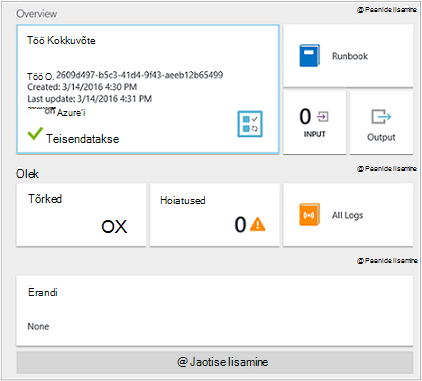 Overview
@ Paanide lisamine
Töö Kokkuvõte
Töö O. 2609d497-b5c3-41d4-9f43-aeeb12b65499
Created: 3/14/2016 4:30 PM
Last update: 3/14/2016 4:31 PM
on Azure'i
Teisendatakse
Runbook
0
INPUT
Output
@ Paanide lisamine
Olek
Tõrked
OX
Hoiatused
0
All Logs
@ Paanide lisamine
Erandi
None
@ Jaotise lisamine